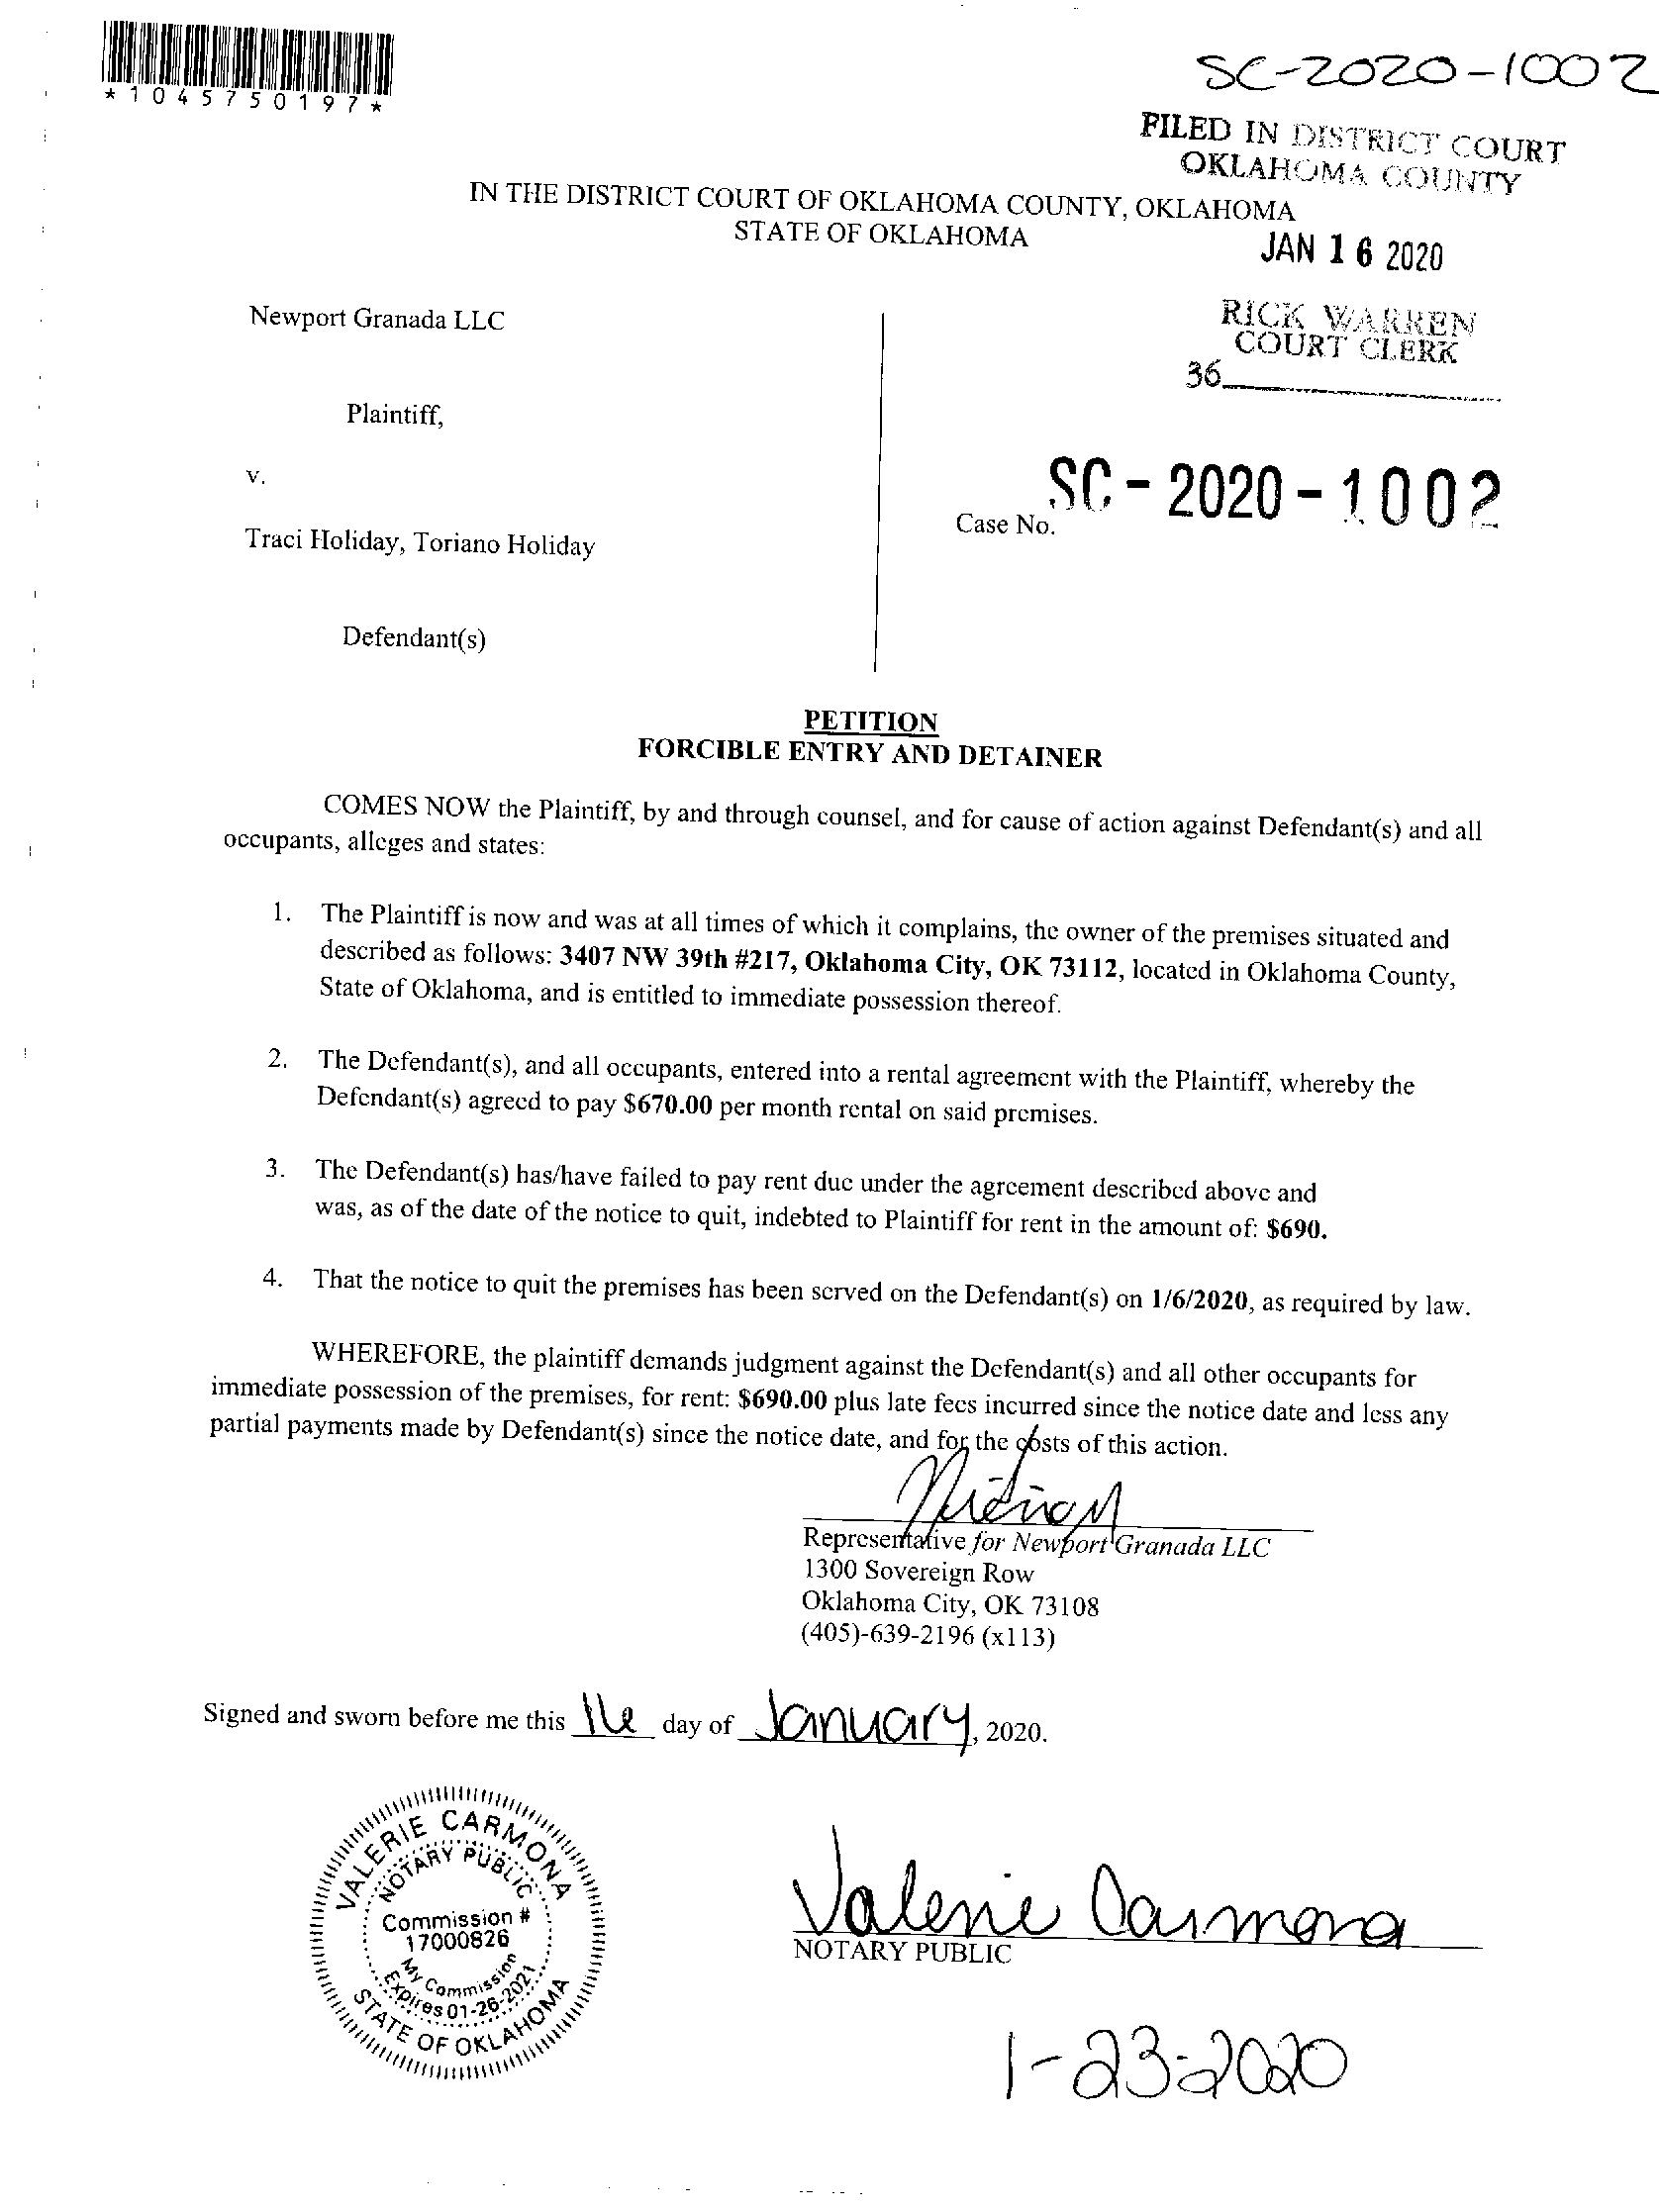 *1045750197*
SC-2020-1002
FILED IN DISTRICT COURT
OKLAHOMA COUNTY
IN THE DISTRICT COURT OF OKLAHOMA COUNTY, OKLAHOMA
STATE OF OKLAHOMA
JAN 16 2020
RICK WARREN
COURT CLERK
36
Newport Granada LLC
Plaintiff,
v.
Case No. SC-2020-1002
Traci Holiday, Toriano Holiday
Defendant(s)
PETITION
FORCIBLE ENTRY AND DETAINER
COMES NOW the Plaintiff, by and through counsel, and for cause of action against Defendant(s) and all
occupants, alleges and states:
1. The Plaintiff is now and was at all times of which it complains, the owner of the premises situated and
described as follows: 3407 NW 39th #217, Oklahoma City, OK 73112, located in Oklahoma County,
State of Oklahoma, and is entitled to immediate possession thereof.
2. The Defendant(s), and all occupants, entered into a rental agreement with the Plaintiff, whereby the
Defendant(s) agreed to pay $670.00 per month rental on said premises.
3. The Defendant(s) has/have failed to pay rent due under the agreement described above and
was, as of the date of the notice to quit, indebted to Plaintiff for rent in the amount of: $690.
4. That the notice to quit the premises has been served on the Defendant(s) on 1/6/2020, as required by law.
WHEREFORE, the plaintiff demands judgment against the Defendant(s) and all other occupants for
immediate possession of the premises, for rent: $690.00 plus late fees incurred since the notice date and less any
partial payments made by Defendant(s) since the notice date, and for the costs of this action.
Representative for Newport Granada LLC
1300 Sovereign Row
Oklahoma City, OK 73108
(405)-639-2196 (x113)
Signed and sworn before me this 16 day of January, 2020.
VALERIE CARMONA
NOTARY PUBLIC
Commission #
17000826
My Commission
Expires 01-26-2021
STATE OF OKLAHOMA
Valerie Carmona
NOTARY PUBLIC
1-23-2020